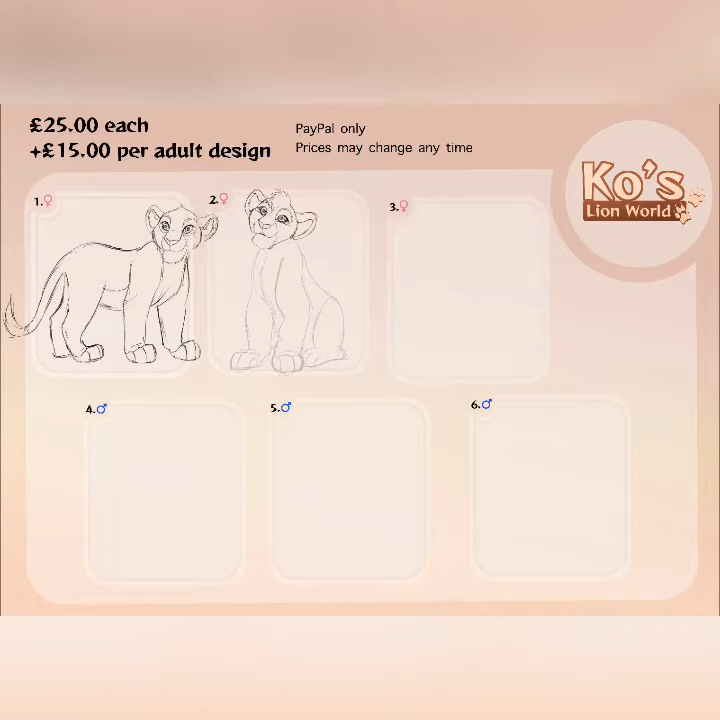 £25.00 each
+£15.00 per adult design
PayPal only
Prices may change any time
Ko's
Lion World
1.♀
2.♀
3.♀
4.♂
5.♂
6.♂